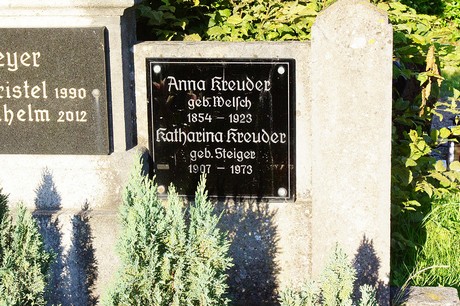 eyer
ristel 1990
helm 2012
Anna Kreuder
geb. Welsch
1854 – 1923
Katharina Kreuder
geb. Steiger
1907 – 1973